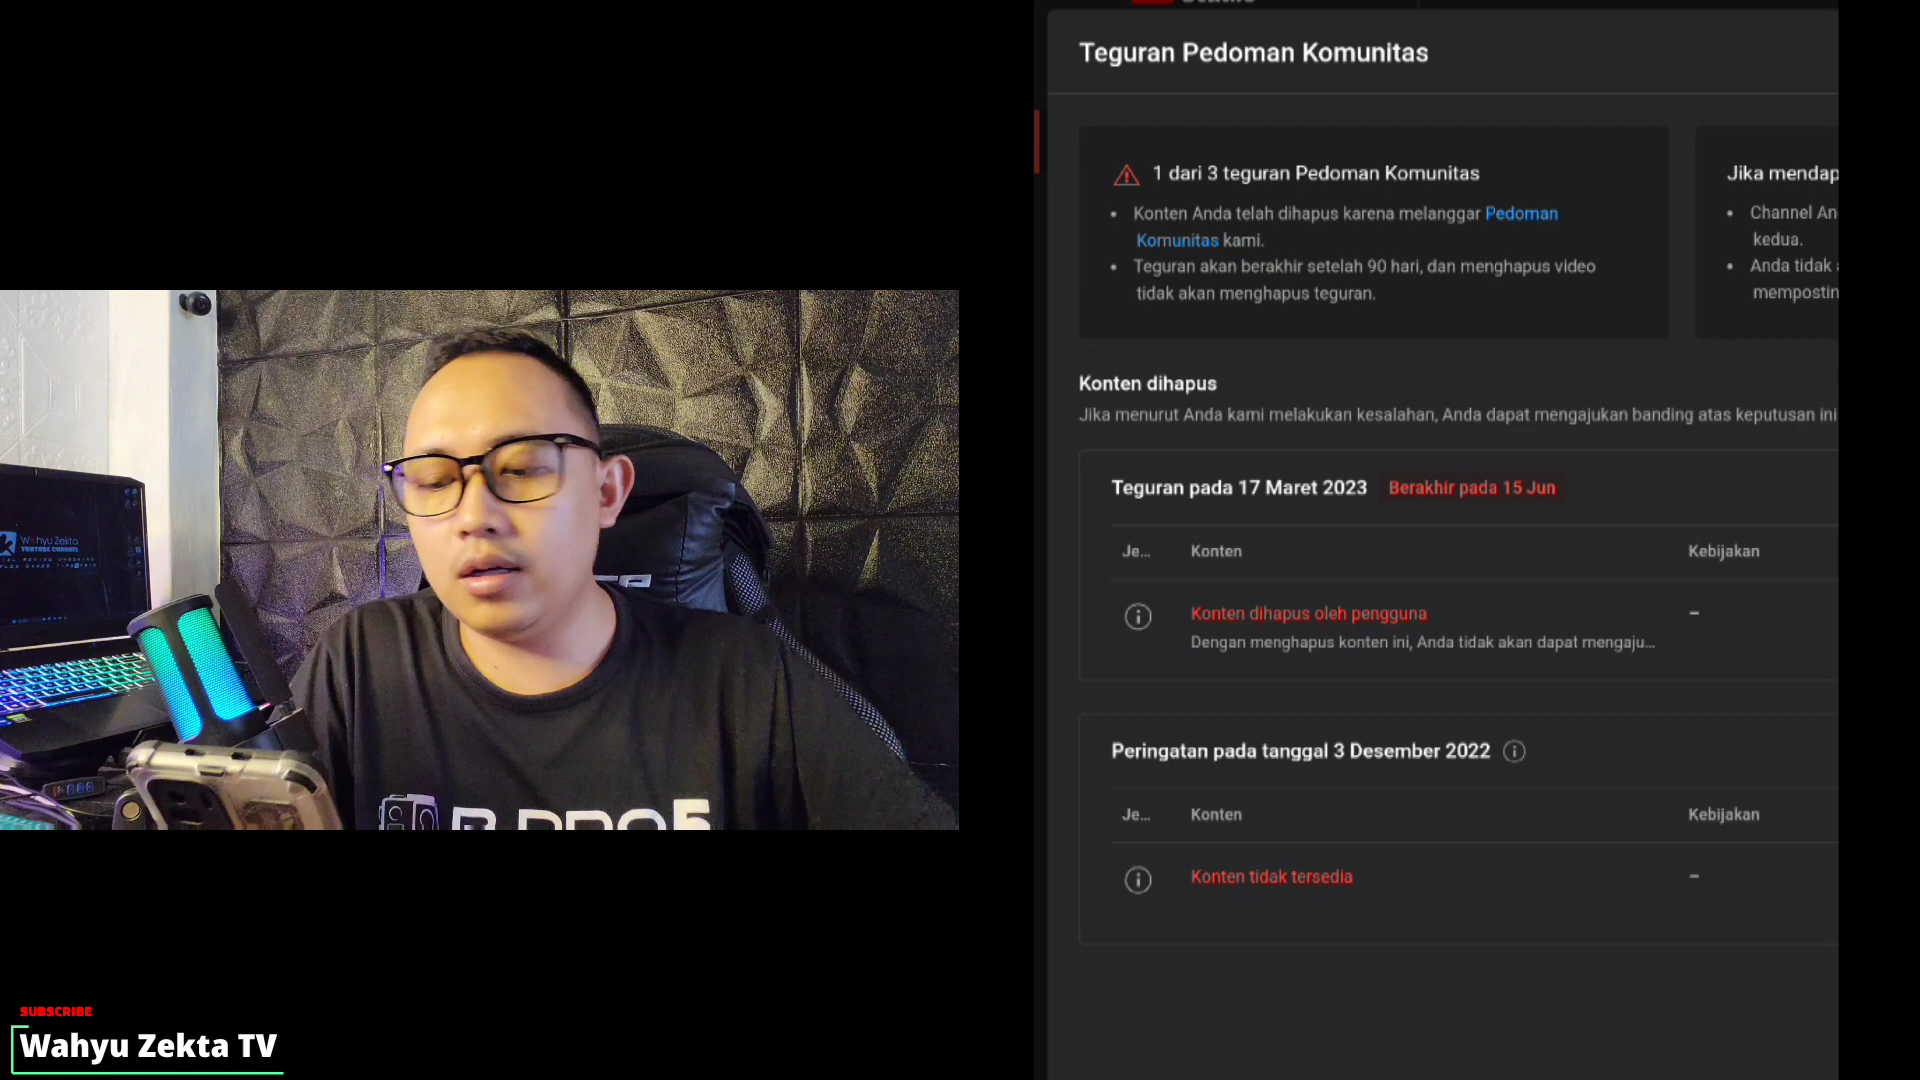 Teguran Pedoman Komunitas
1 dari 3 teguran Pedoman Komunitas
Konten Anda telah dihapus karena melanggar Pedoman
Komunitas kami.
Teguran akan berakhir setelah 90 hari, dan menghapus video
tidak akan menghapus teguran.
Jika mendap
Channel An
kedua.
Anda tidak
mempostin
Konten dihapus
Jika menurut Anda kami melakukan kesalahan, Anda dapat mengajukan banding atas keputusan ini
Teguran pada 17 Maret 2023 Berakhir pada 15 Jun
Je... Konten Kebijakan
Konten dihapus oleh pengguna –
Dengan menghapus konten ini, Anda tidak akan dapat mengaju...
Peringatan pada tanggal 3 Desember 2022
Je... Konten Kebijakan
Konten tidak tersedia –
Wahyu Zekta
YOUTUBE CHANNEL
SUBSCRIBE
Wahyu Zekta TV